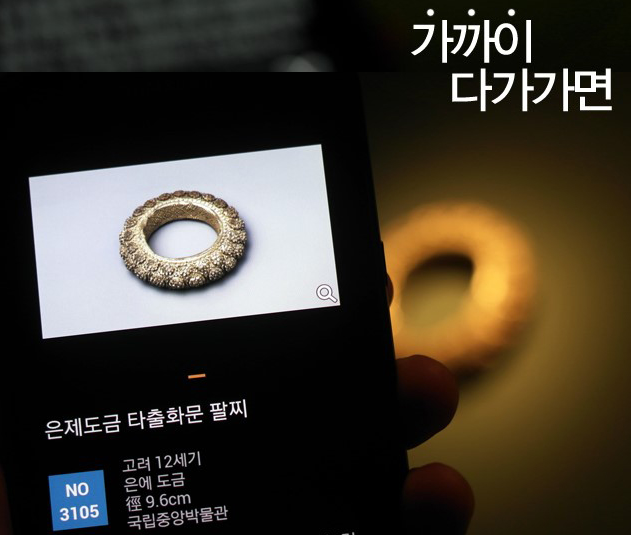 가까이
다가가면
은제도금 타출화문 팔찌
NO
3105
고려 12세기
은에 도금
徑 9.6cm
국립중앙박물관